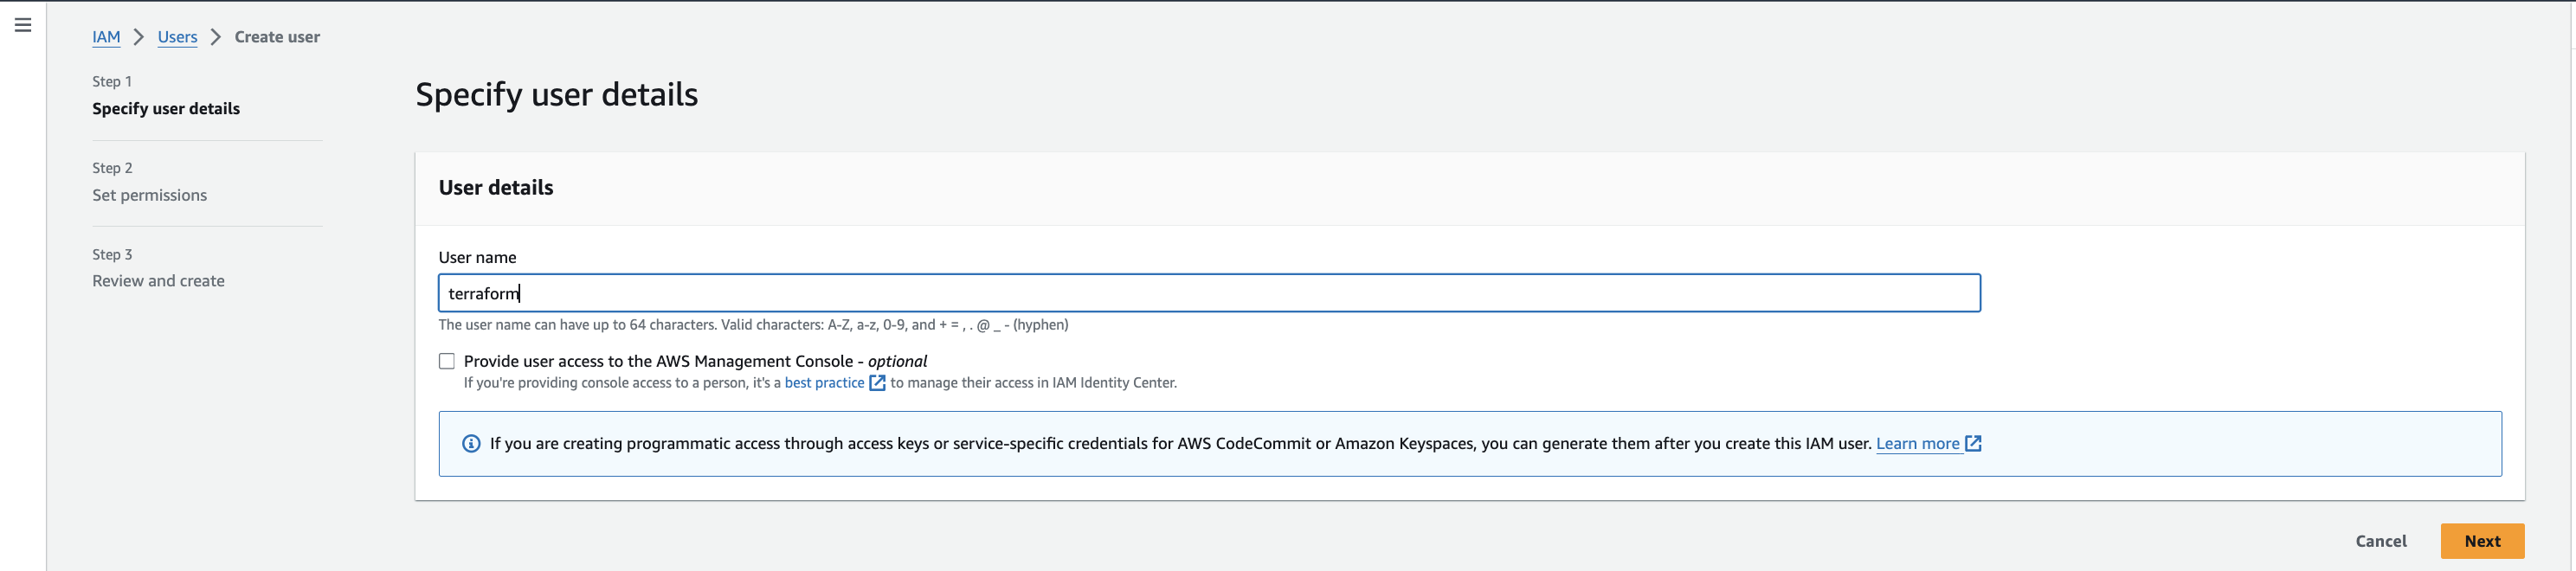 IAM > Users > Create user
Step 1
Specify user details
Step 2
Set permissions
Step 3
Review and create
Specify user details
User details
User name
terraform
The user name can have up to 64 characters. Valid characters: A-Z, a-z, 0-9, and + = , . @ _ - (hyphen)
Provide user access to the AWS Management Console - optional
If you're providing console access to a person, it's a best practice to manage their access in IAM Identity Center.
If you are creating programmatic access through access keys or service-specific credentials for AWS CodeCommit or Amazon Keyspaces, you can generate them after you create this IAM user. Learn more
Cancel Next